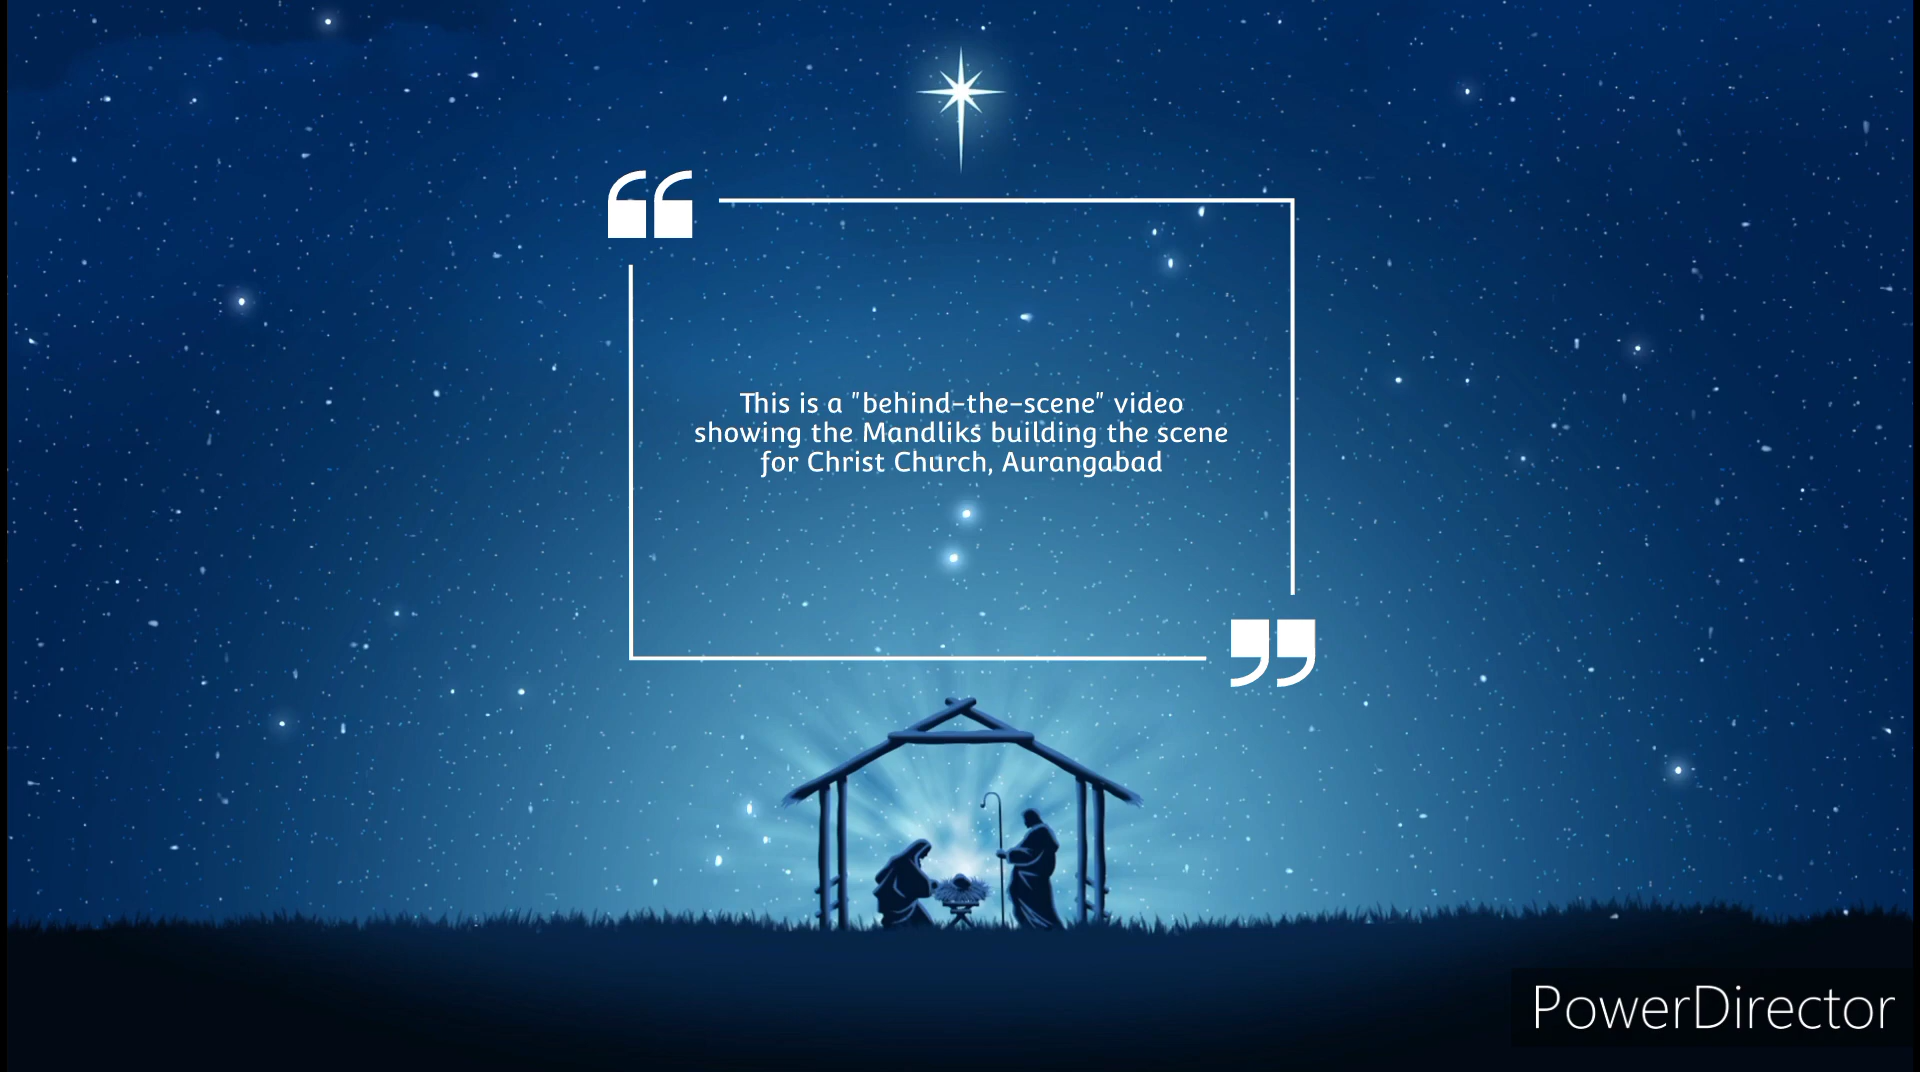 This is a "behind-the-scene" video
showing the Mandliks building the scene
for Christ Church, Aurangabad
PowerDirector